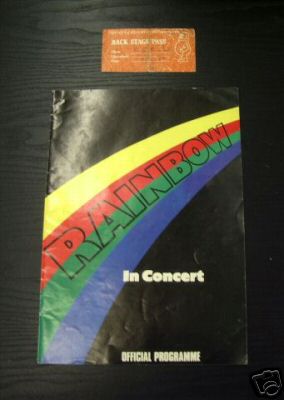 BACK STAGE PASS
RAINBOW
In Concert
OFFICIAL PROGRAMME